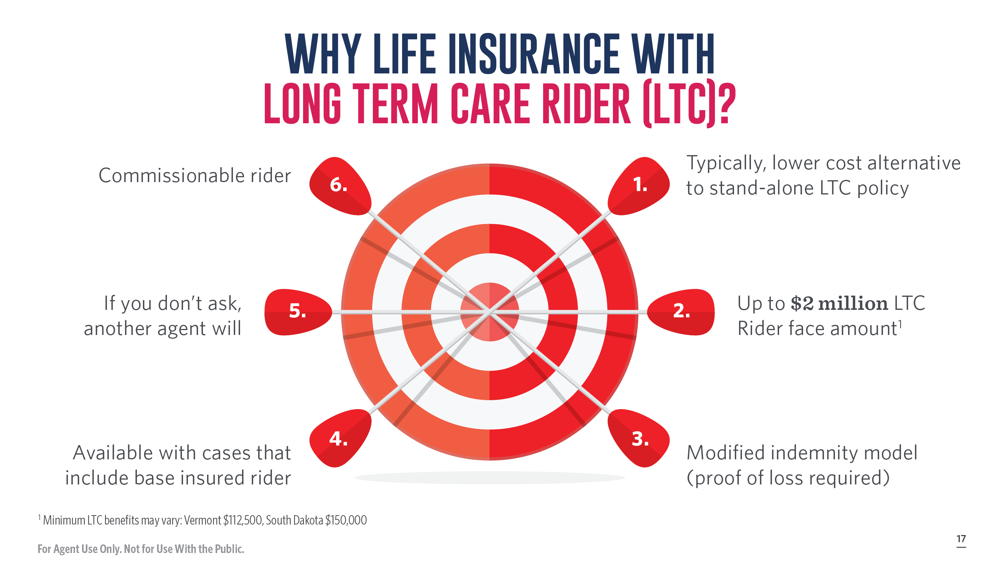 WHY LIFE INSURANCE WITH
LONG TERM CARE RIDER (LTC)?
1.
Typically, lower cost alternative
to stand-alone LTC policy
2.
Up to $2 million LTC
Rider face amount¹
3.
Modified indemnity model
(proof of loss required)
4.
Available with cases that
include base insured rider
5.
If you don’t ask,
another agent will
6.
Commissionable rider
¹ Minimum LTC benefits may vary: Vermont $112,500, South Dakota $150,000
For Agent Use Only. Not for Use With the Public.
17